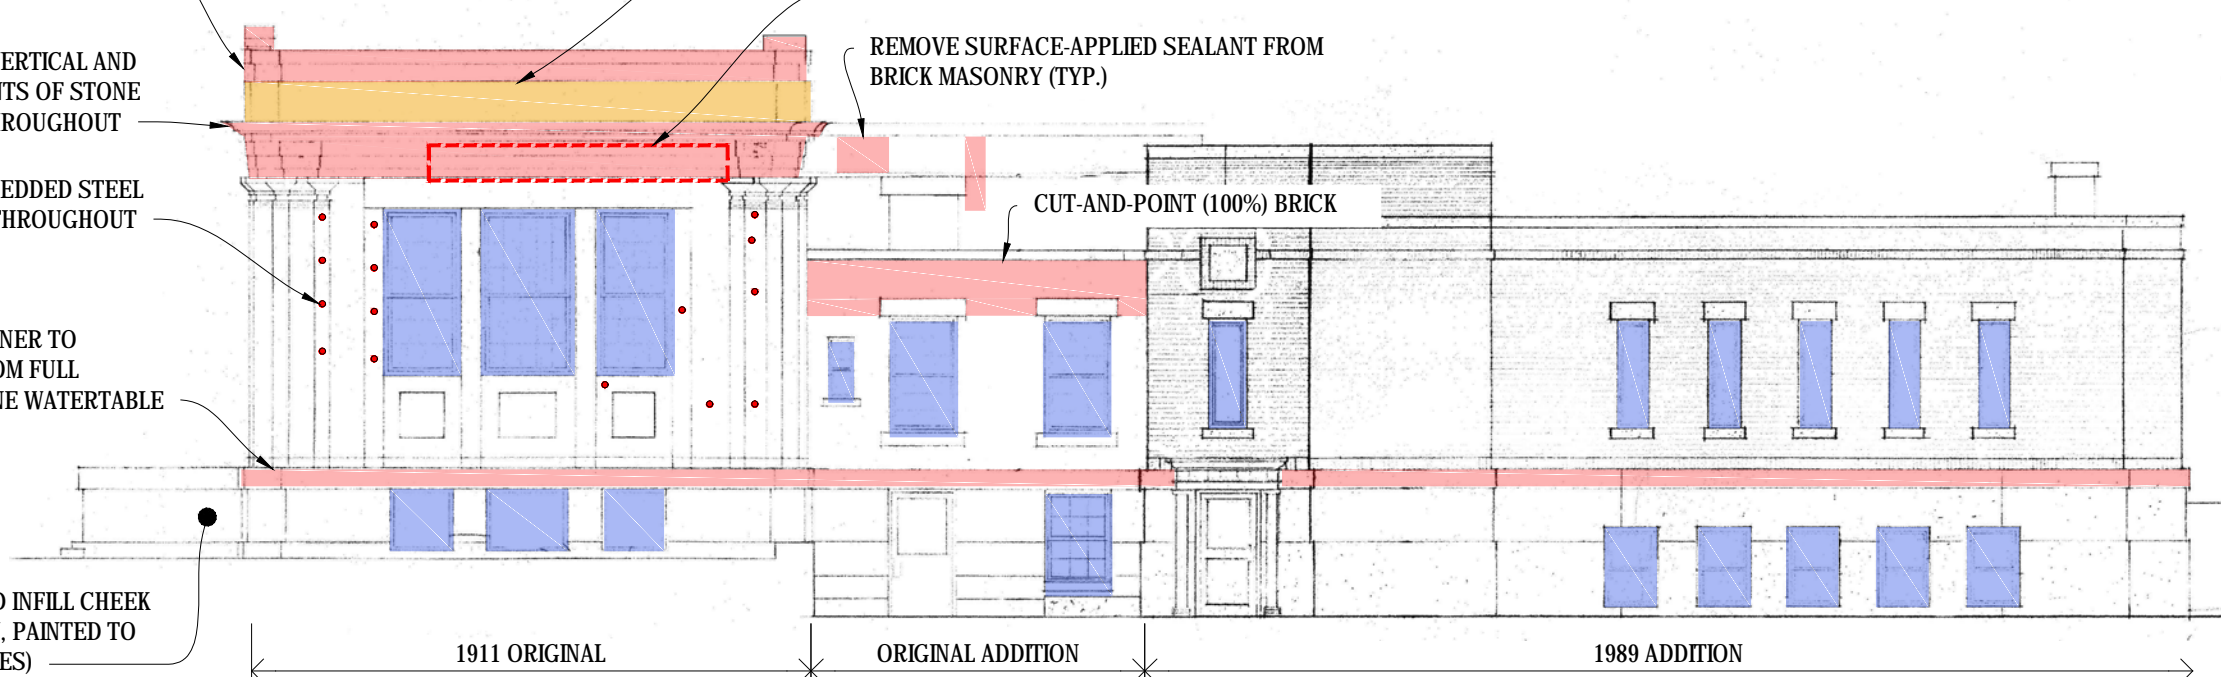 ERTICAL AND
NTS OF STONE
ROUGHOUT
REMOVE SURFACE-APPLIED SEALANT FROM
BRICK MASONRY (TYP.)
EDDED STEEL
THROUGHOUT
CUT-AND-POINT (100%) BRICK
NER TO
OM FULL
NE WATERTABLE
INFILL CHEEK
, PAINTED TO
ES)
1911 ORIGINAL
ORIGINAL ADDITION
1989 ADDITION